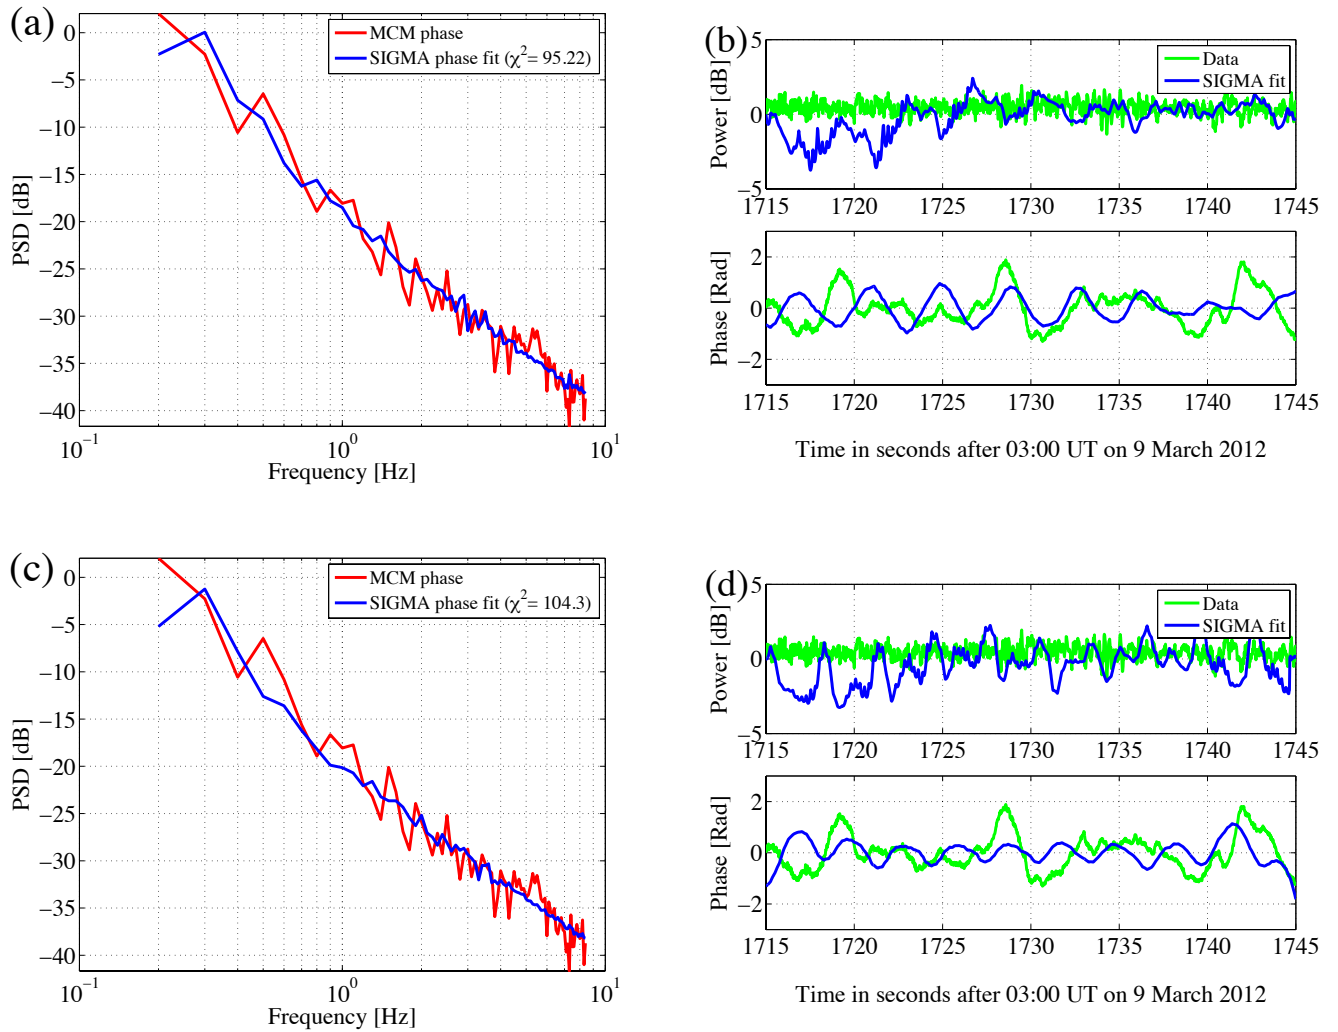 (a)
MCM phase
SIGMA phase fit (χ²= 95.22)
0
−5
−10
−15
−20
−25
−30
−35
−40
PSD [dB]
10⁻¹ 10⁰ 10¹
Frequency [Hz]
(b)
Data
SIGMA fit
5
0
−5
Power [dB]
1715 1720 1725 1730 1735 1740 1745
2
0
−2
Phase [Rad]
1715 1720 1725 1730 1735 1740 1745
Time in seconds after 03:00 UT on 9 March 2012
(c)
MCM phase
SIGMA phase fit (χ²= 104.3)
0
−5
−10
−15
−20
−25
−30
−35
−40
PSD [dB]
10⁻¹ 10⁰ 10¹
Frequency [Hz]
(d)
Data
SIGMA fit
5
0
−5
Power [dB]
1715 1720 1725 1730 1735 1740 1745
2
0
−2
Phase [Rad]
1715 1720 1725 1730 1735 1740 1745
Time in seconds after 03:00 UT on 9 March 2012